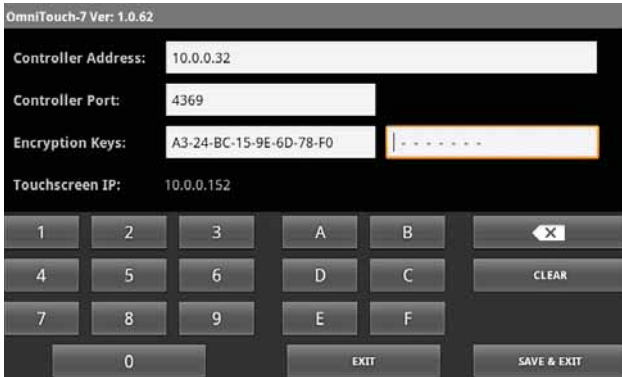 OmniTouch-7 Ver: 1.0.62
Controller Address: 10.0.0.32
Controller Port: 4369
Encryption Keys: A3-24-BC-15-9E-6D-78-F0 - - - - - - -
Touchscreen IP: 10.0.0.152
1 2 3 A B X
4 5 6 D C CLEAR
7 8 9 E F
0 EXIT SAVE & EXIT